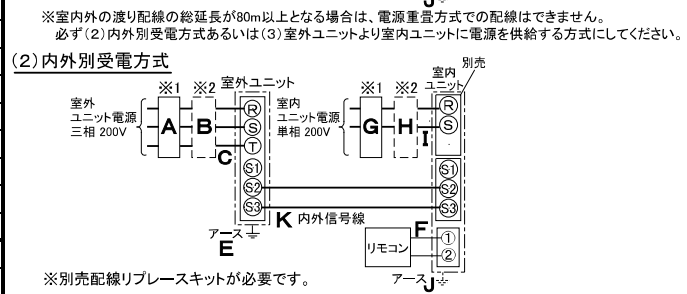 ※室内外の渡り配線の総延長が80m以上となる場合は、電源重畳方式での配線はできません。
必ず(2)内外別受電方式あるいは(3)室外ユニットより室内ユニットに電源を供給する方式にしてください。
(2)内外別受電方式
別売
※1 ※2 室外ユニット
※1 ※2 室内ユニット
室外
ユニット電源
三相 200V
A B C
R
S
T
S1
S2
S3
室内
ユニット電源
単相 200V
G H I
R
S
S1
S2
S3
K 内外信号線
アース
E
リモコン
F
①
②
アース J
※別売配線リプレースキットが必要です。